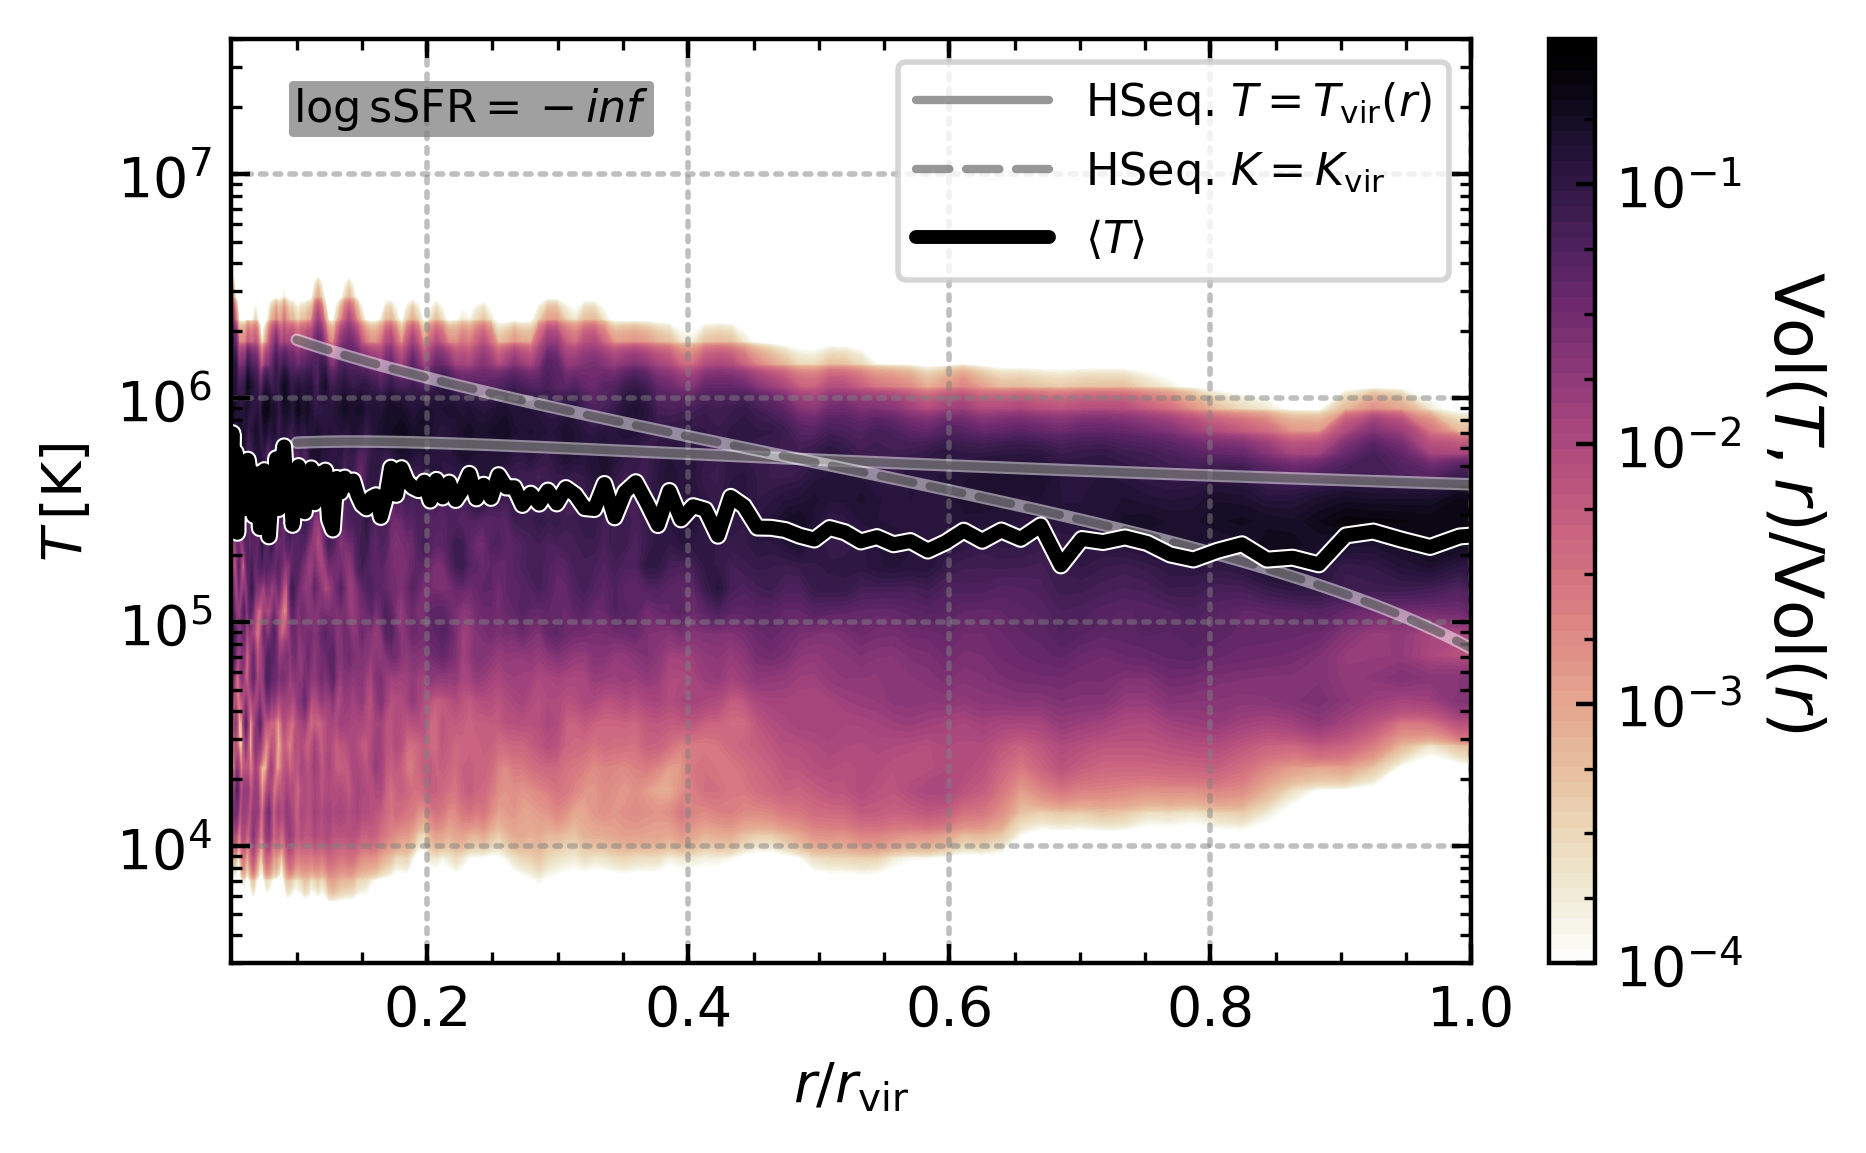 log sSFR = −inf
HSeq. T = T_vir(r)
HSeq. K = K_vir
⟨T⟩
10^7
10^6
10^5
10^4
T [K]
0.2 0.4 0.6 0.8 1.0
r/r_vir
10^−1
10^−2
10^−3
10^−4
Vol(T, r)/Vol(r)